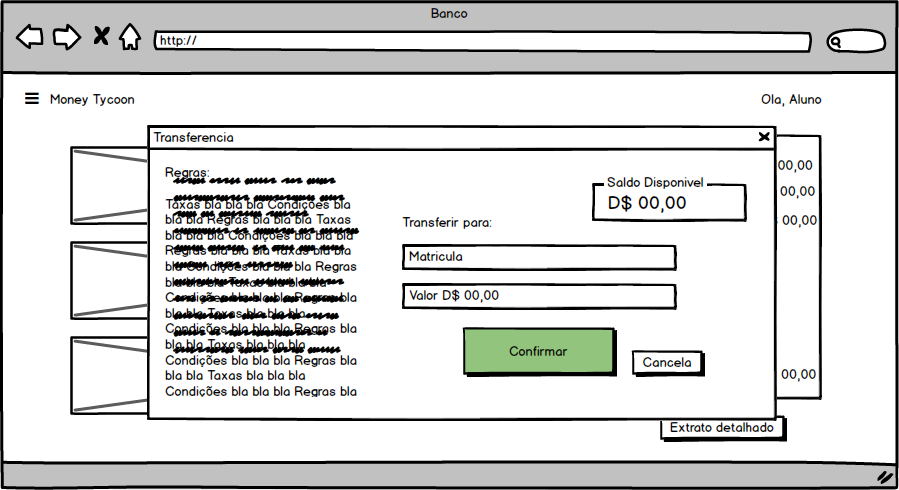 Banco
http://
Money Tycoon
Ola, Aluno
Transferencia
Regras:
Taxas bla bla bla Condições bla
bla bla Regras bla bla bla Taxas
bla bla bla Condições bla bla bla
Regras bla bla bla Taxas bla bla
bla Condições bla bla bla Regras
bla bla bla Taxas bla bla bla
Condições bla bla bla Regras bla
bla bla Taxas bla bla bla
Condições bla bla bla Regras bla
bla bla Taxas bla bla bla
Condições bla bla bla Regras bla
bla bla Taxas bla bla bla
Condições bla bla bla Regras bla
Saldo Disponivel
D$ 00,00
Transferir para:
Matricula
Valor D$ 00,00
Confirmar
Cancela
00,00
00,00
00,00
00,00
Extrato detalhado